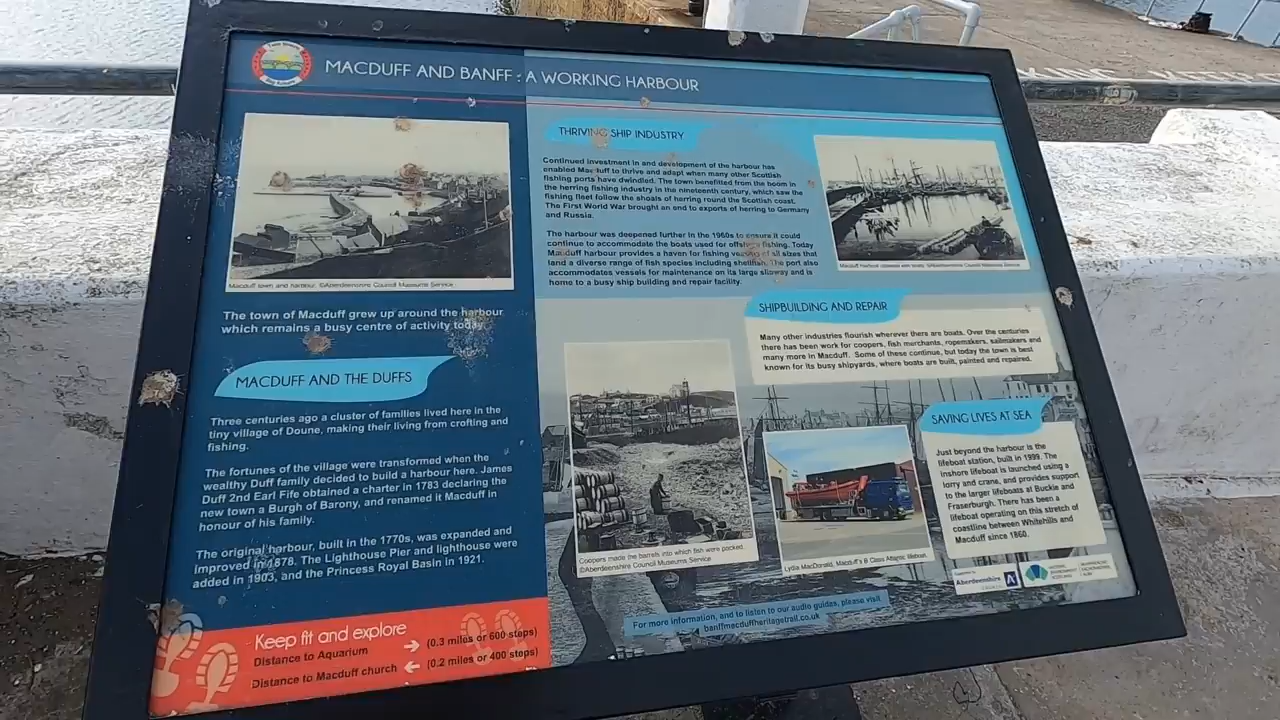 MACDUFF AND BANFF : A WORKING HARBOUR
Macduff town and harbour. ©Aberdeenshire Council Museums Service
The town of Macduff grew up around the harbour
which remains a busy centre of activity today.
MACDUFF AND THE DUFFS
Three centuries ago a cluster of families lived here in the
tiny village of Doune, making their living from crofting and
fishing.
The fortunes of the village were transformed when the
wealthy Duff family decided to build a harbour here. James
Duff 2nd Earl Fife obtained a charter in 1783 declaring the
new town a Burgh of Barony, and renamed it Macduff in
honour of his family.
The original harbour, built in the 1770s, was expanded and
improved in 1878. The Lighthouse Pier and lighthouse were
added in 1903, and the Princess Royal Basin in 1921.
Keep fit and explore
Distance to Aquarium → (0.3 miles or 600 steps)
Distance to Macduff church ← (0.2 miles or 400 steps)
THRIVING SHIP INDUSTRY
Continued investment in and development of the harbour has
enabled Macduff to thrive and adapt when many other Scottish
fishing ports have dwindled. The town benefitted from the boom in
the herring fishing industry in the nineteenth century, which saw the
fishing fleet follow the shoals of herring round the Scottish coast.
The First World War brought an end to exports of herring to Germany
and Russia.
The harbour was deepened further in the 1960s to ensure it could
continue to accommodate the boats used for offshore fishing. Today
Macduff harbour provides a haven for fishing vessels of all sizes that
land a diverse range of fish species including shellfish. The port also
accommodates vessels for maintenance on its large slipway and is
home to a busy ship building and repair facility.
©Aberdeenshire Council Museums Service
SHIPBUILDING AND REPAIR
Many other industries flourish wherever there are boats. Over the centuries
there has been work for coopers, fish merchants, ropemakers, sailmakers and
many more in Macduff. Some of these continue, but today the town is best
known for its busy shipyards, where boats are built, painted and repaired.
Coopers made the barrels into which fish were packed.
©Aberdeenshire Council Museums Service
Lydia MacDonald, Macduff's B Class Atlantic lifeboat.
SAVING LIVES AT SEA
Just beyond the harbour is the
lifeboat station, built in 1999. The
inshore lifeboat is launched using a
lorry and crane, and provides support
to the larger lifeboats at Buckie and
Fraserburgh. There has been a
lifeboat operating on this stretch of
coastline between Whitehills and
Macduff since 1860.
Aberdeenshire
For more information, and to listen to our audio guides, please visit
banffmacduffheritagetrail.co.uk